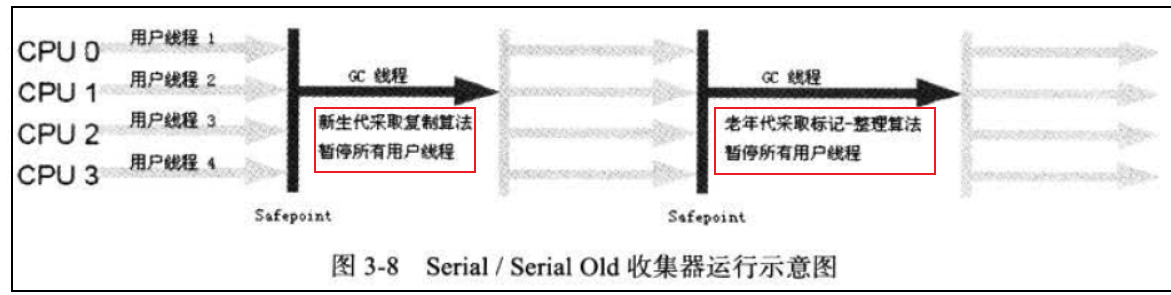 CPU 0
用户线程 1
CPU 1
用户线程 2
CPU 2
用户线程 3
CPU 3
用户线程 4
GC 线程
新生代采取复制算法
暂停所有用户线程
Safepoint
GC 线程
老年代采取标记-整理算法
暂停所有用户线程
Safepoint
图 3-8 Serial / Serial Old 收集器运行示意图